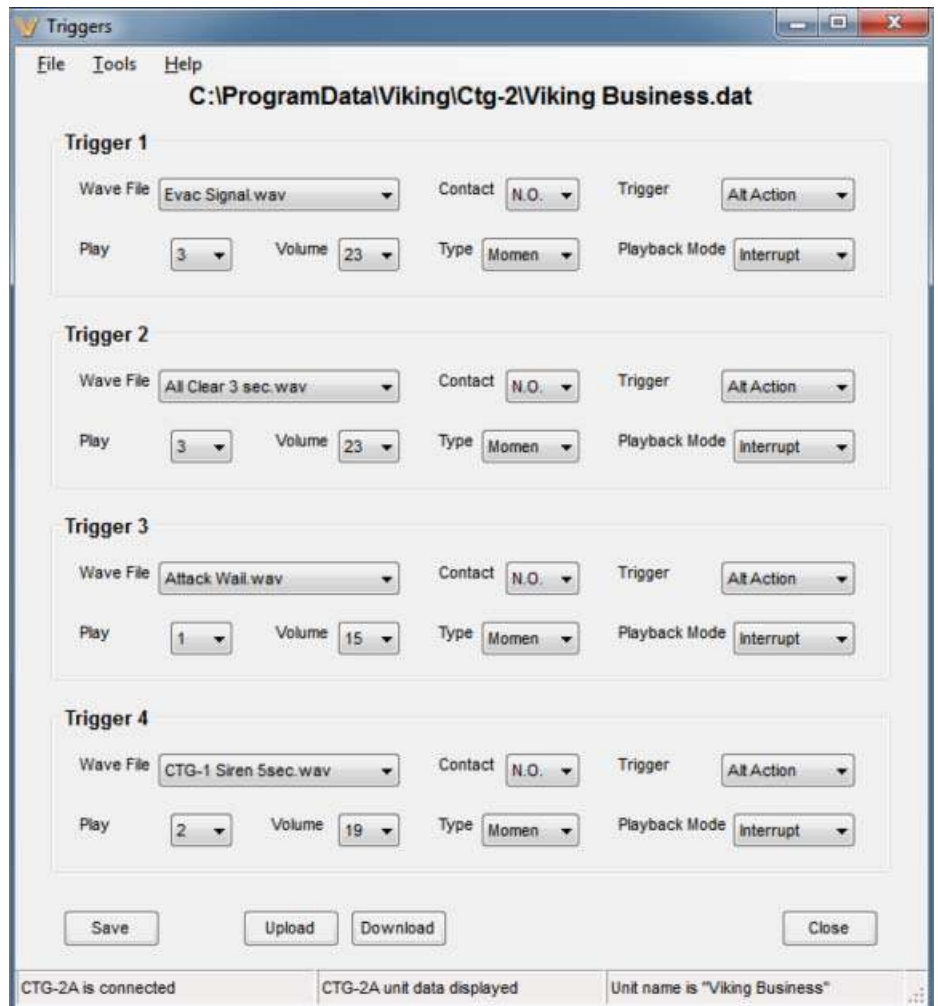 Triggers
File Tools Help
C:\ProgramData\Viking\Ctg-2\Viking Business.dat
Trigger 1
Wave File Evac Signal.wav Contact N.O. Trigger Alt Action
Play 3 Volume 23 Type Momen Playback Mode Interrupt
Trigger 2
Wave File All Clear 3 sec.wav Contact N.O. Trigger Alt Action
Play 3 Volume 23 Type Momen Playback Mode Interrupt
Trigger 3
Wave File Attack Wail.wav Contact N.O. Trigger Alt Action
Play 1 Volume 15 Type Momen Playback Mode Interrupt
Trigger 4
Wave File CTG-1 Siren 5sec.wav Contact N.O. Trigger Alt Action
Play 2 Volume 19 Type Momen Playback Mode Interrupt
Save Upload Download Close
CTG-2A is connected CTG-2A unit data displayed Unit name is "Viking Business"